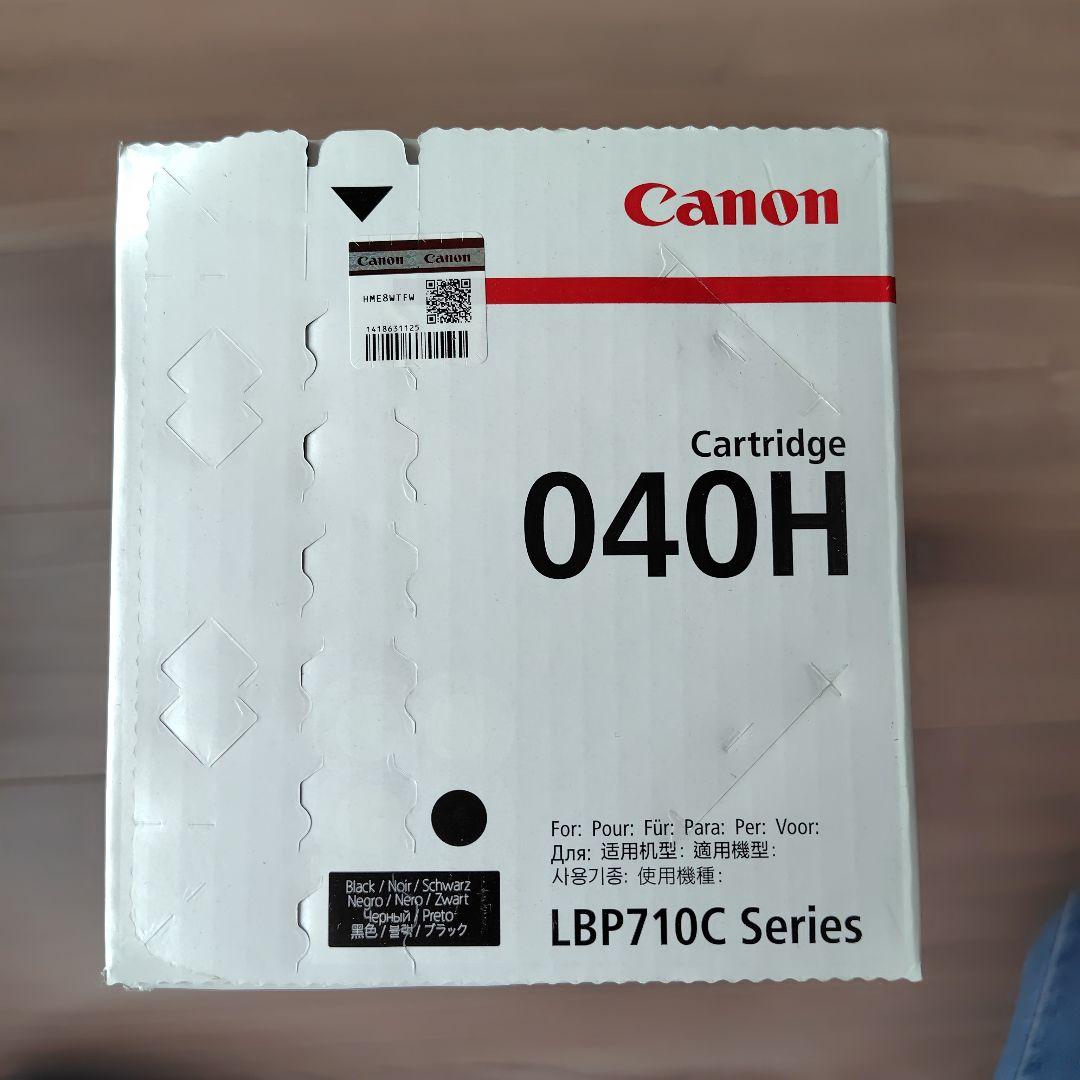 Canon
Canon Canon
HME8WTFW
1418631125
Cartridge
040H
For: Pour: Für: Para: Per: Voor:
Для: 适用机型: 適用機型:
사용기종: 使用機種:
LBP710C Series
Black / Noir / Schwarz
Negro / Nero / Zwart
Черный / Preto
黑色 / 블랙 / ブラック